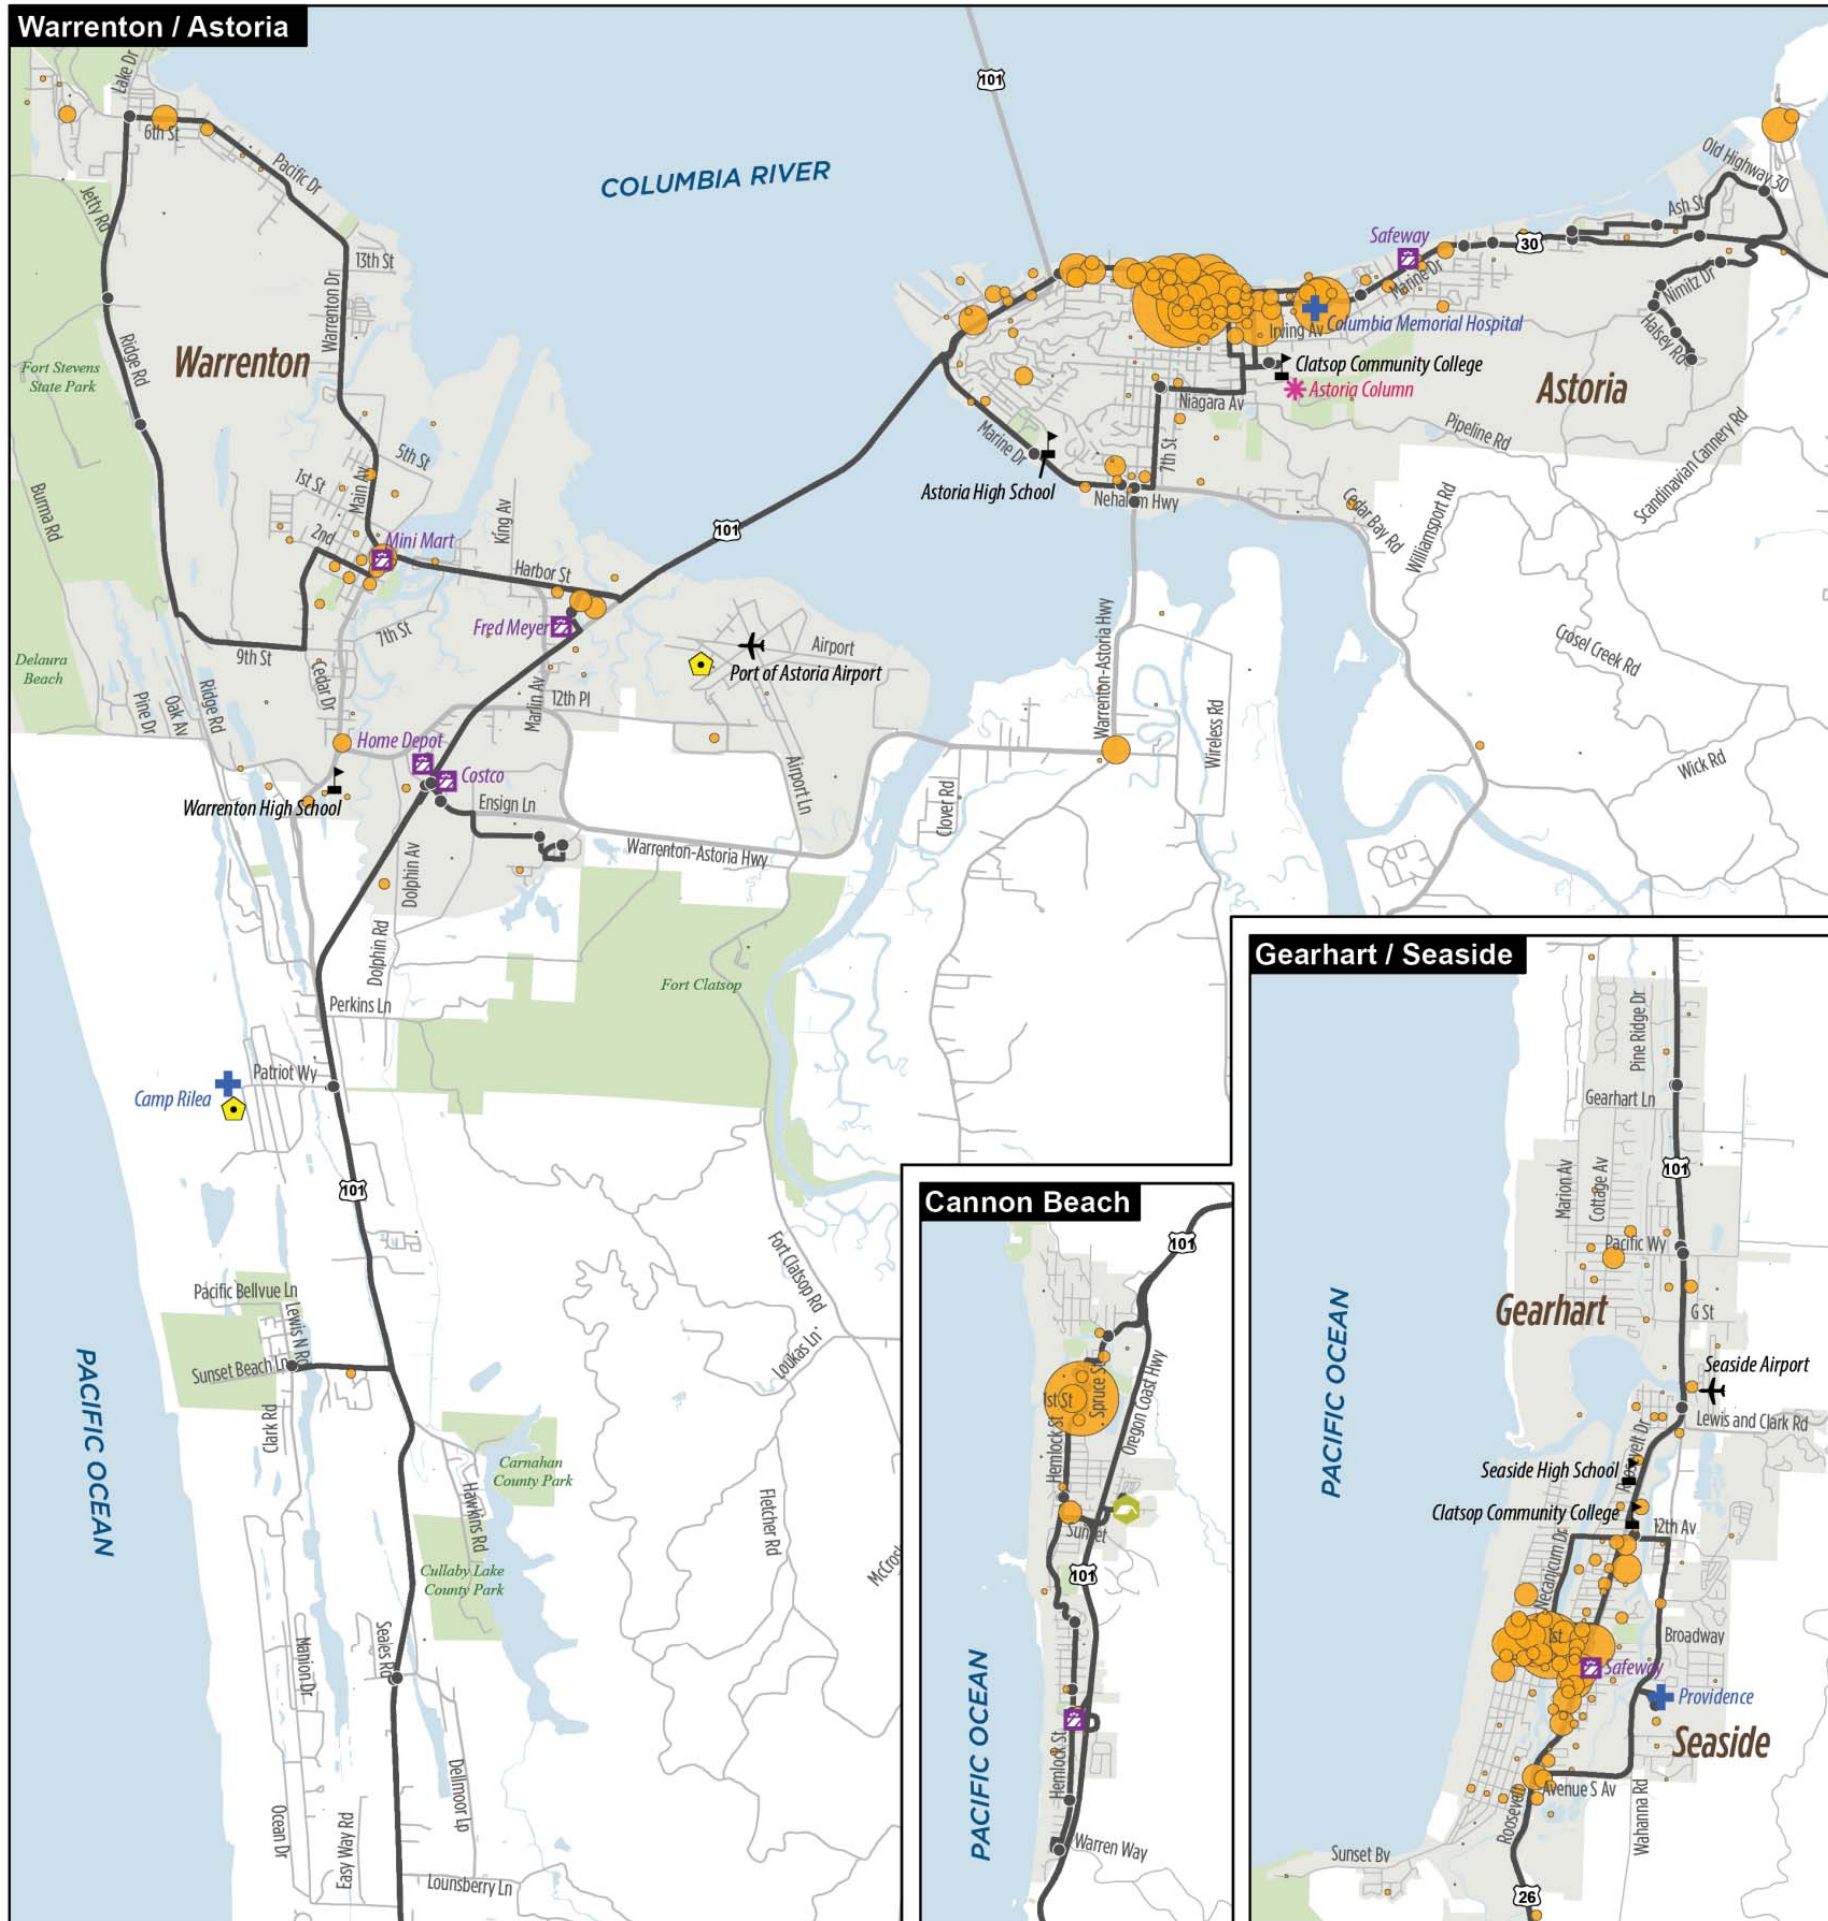 Warrenton / Astoria
Lake Dr
101
6th St
Pacific Dr
COLUMBIA RIVER
Old Highway 30
Jetty Rd
Ash St
Safeway
30
13th St
Marine Dr
Nimitz Dr
Warrenton Dr
Irving Av
Columbia Memorial Hospital
Halsey Rd
Ridge Rd
Warrenton
Fort Stevens
State Park
Clatsop Community College
Astoria Column
Astoria
Niagara Av
Pipeline Rd
Scandinavian Cannery Rd
Marine Dr
7th St
5th St
1st St
Main Av
Astoria High School
Nehalem Hwy
Cedar Bay Rd
Williamsport Rd
Burma Rd
King Av
2nd
Mini Mart
101
Harbor St
Fred Meyer
7th St
Warrenton-Astoria Hwy
9th St
Airport
Port of Astoria Airport
Crosel Creek Rd
Delaura
Beach
Cedar Dr
Pine Dr
Oak Av
Ridge Rd
Marlin Av
12th Pl
Wireless Rd
Home Depot
Costco
Airport Ln
Wick Rd
Warrenton High School
Ensign Ln
Clover Rd
Warrenton-Astoria Hwy
Dolphin Av
Dolphin Rd
Fort Clatsop
Perkins Ln
Patriot Wy
Camp Rilea
101
Fort Clatsop Rd
Pacific Bellvue Ln
Lewis N Rd
Sunset Beach Ln
Loukas Ln
PACIFIC OCEAN
Clark Rd
Carnahan
County Park
Hawkins Rd
Fletcher Rd
Cullaby Lake
County Park
Nanion Dr
Seales Rd
Dellmoor Lp
Ocean Dr
Easy Way Rd
Lounsberry Ln
Cannon Beach
101
1st St
Spruce St
Oregon Coast Hwy
Hemlock St
Sunset
101
PACIFIC OCEAN
Hemlock St
Warren Way
Gearhart / Seaside
Pine Ridge Dr
Gearhart Ln
101
Marion Av
Cottage Av
Pacific Wy
Gearhart
G St
PACIFIC OCEAN
Seaside Airport
Lewis and Clark Rd
Roosevelt Dr
Seaside High School
Clatsop Community College
12th Av
Necanicum Dr
1st
Broadway
Safeway
Providence
Seaside
Avenue S Av
Roosevelt
Wahanna Rd
Sunset Bv
26